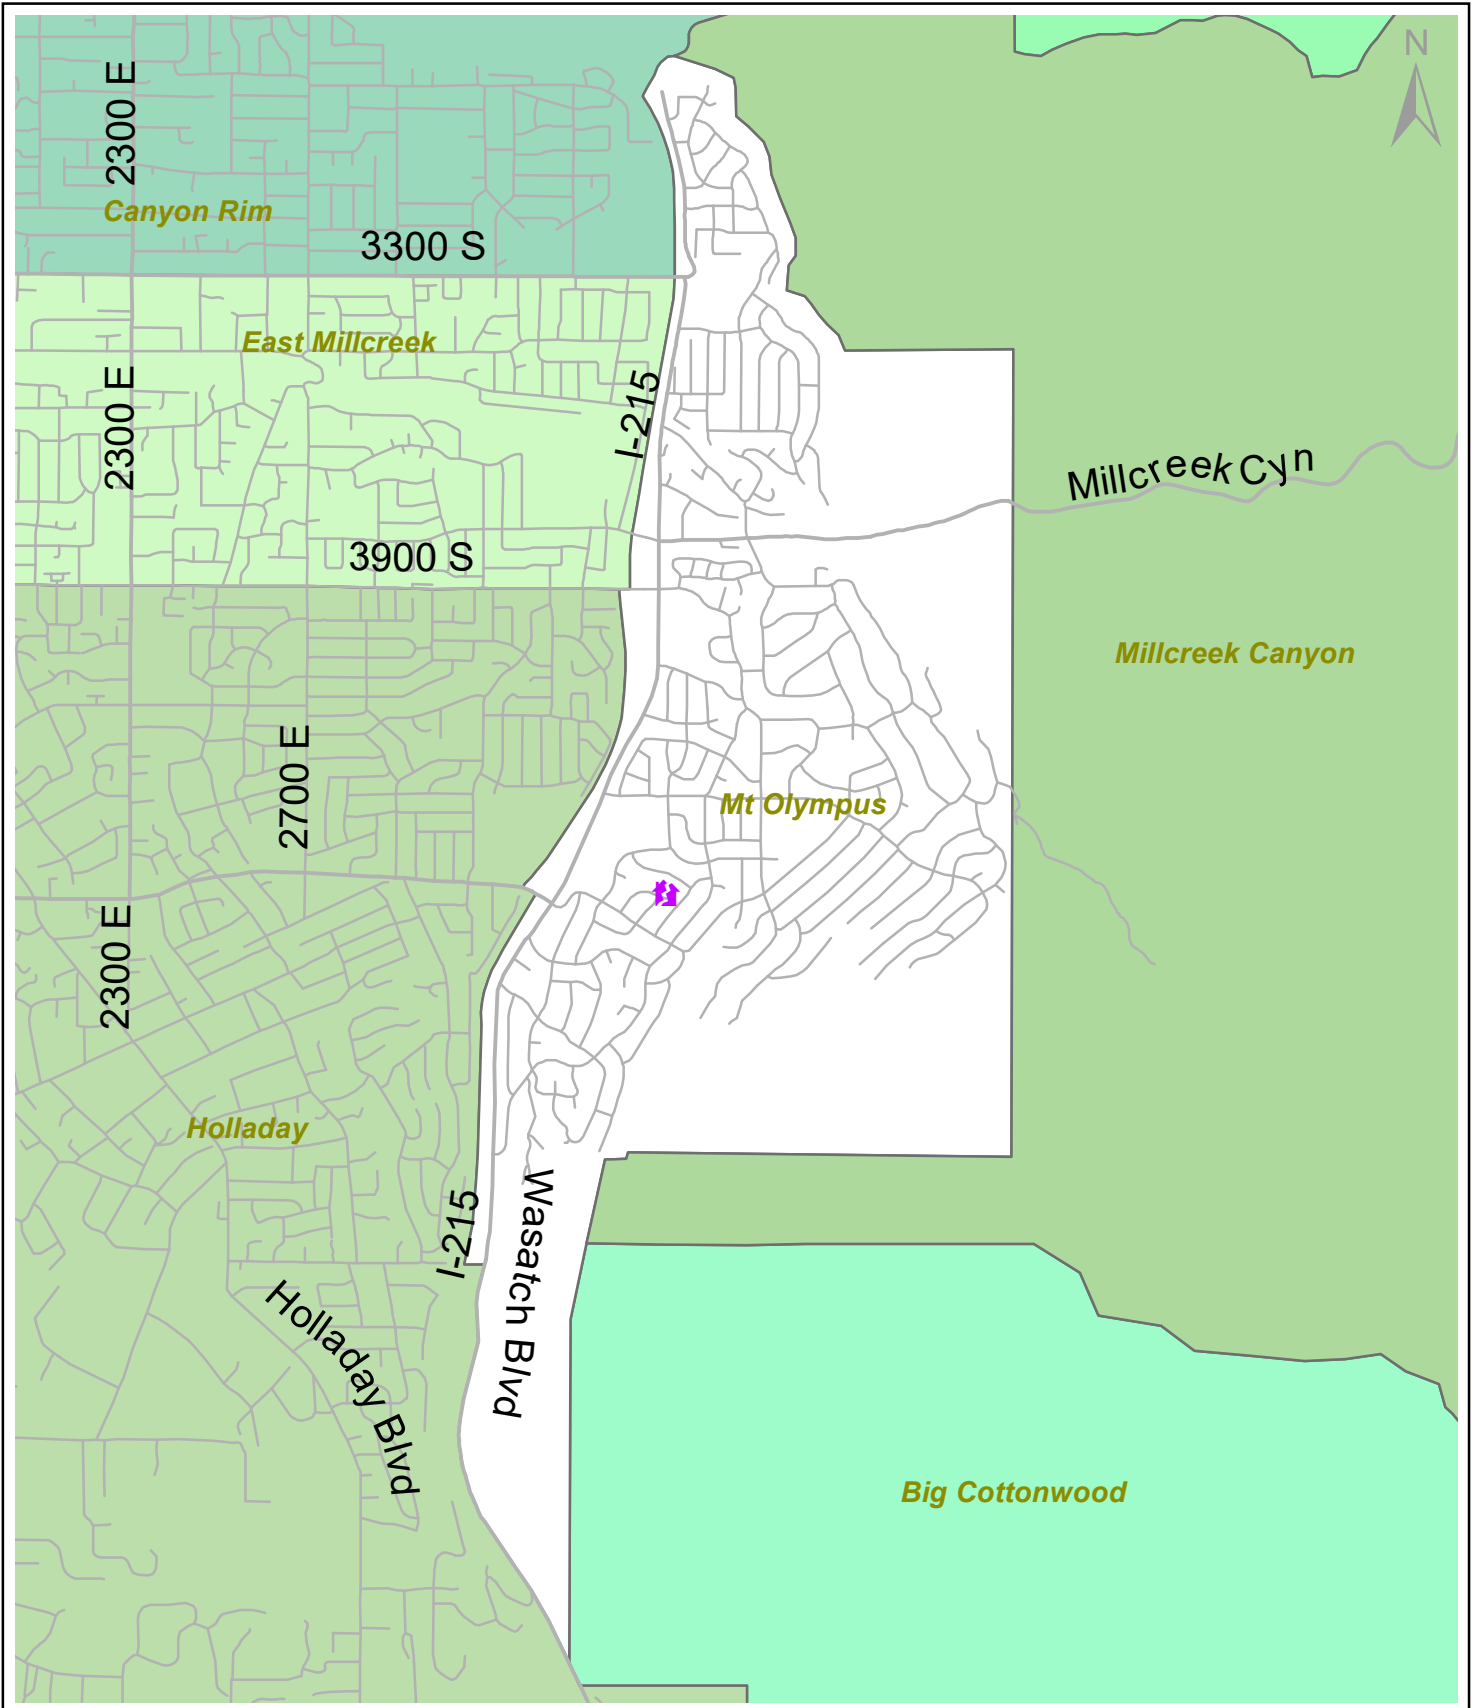 N
2300 E
Canyon Rim
3300 S
East Millcreek
2300 E
I-215
Millcreek Cyn
3900 S
Millcreek Canyon
2700 E
Mt Olympus
2300 E
Holladay
I-215
Wasatch Blvd
Holladay Blvd
Big Cottonwood